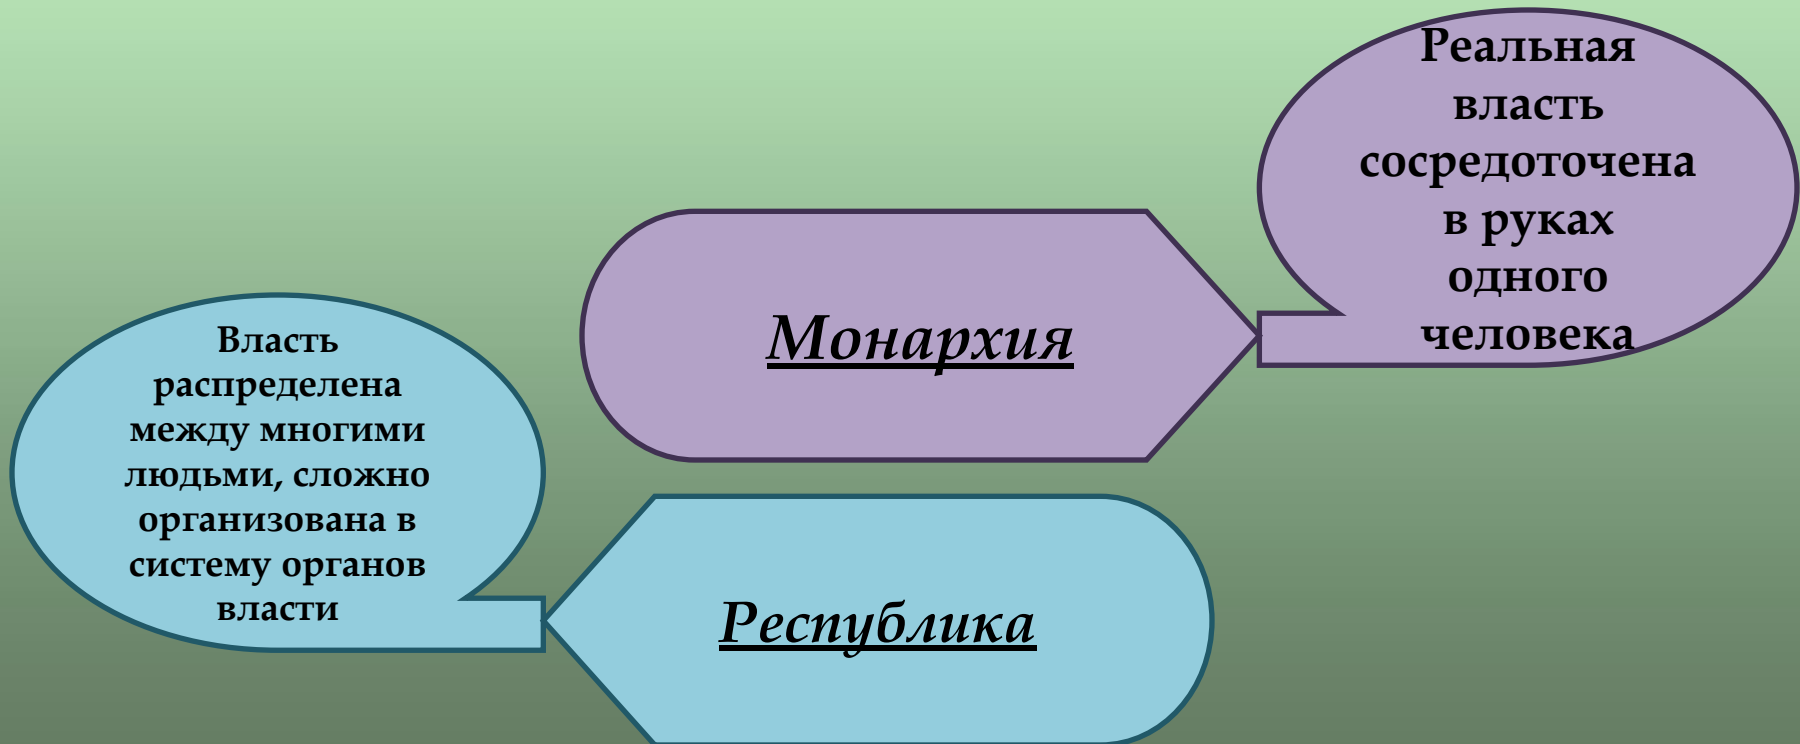 Реальная
власть
сосредоточена
в руках
одного
человека
Монархия
Власть
распределена
между многими
людьми, сложно
организована в
систему органов
власти
Республика